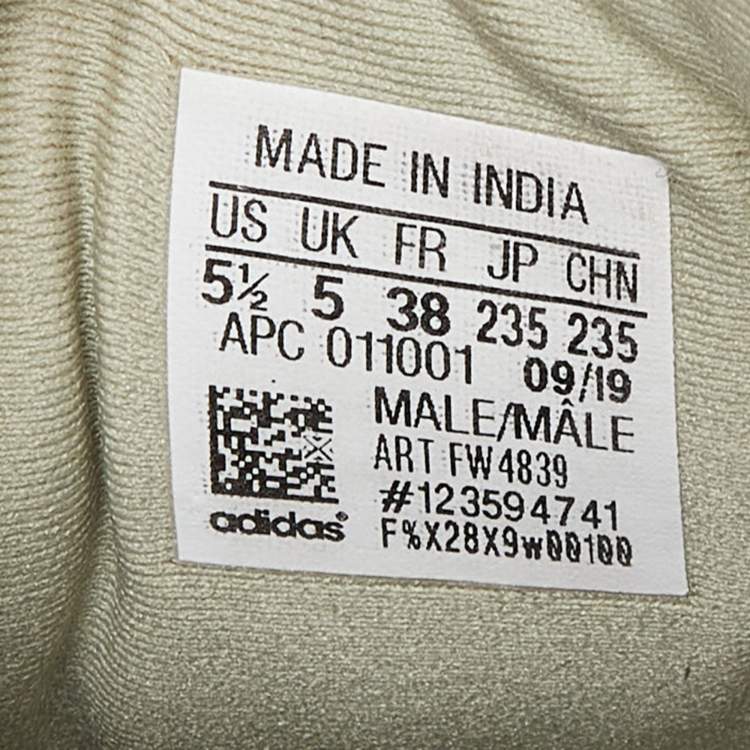 MADE IN INDIA
US UK FR JP CHN
5½ 5 38 235 235
APC 011001 09/19
MALE/MÂLE
ART FW4839
#123594741
adidas® F%X28X9w00100